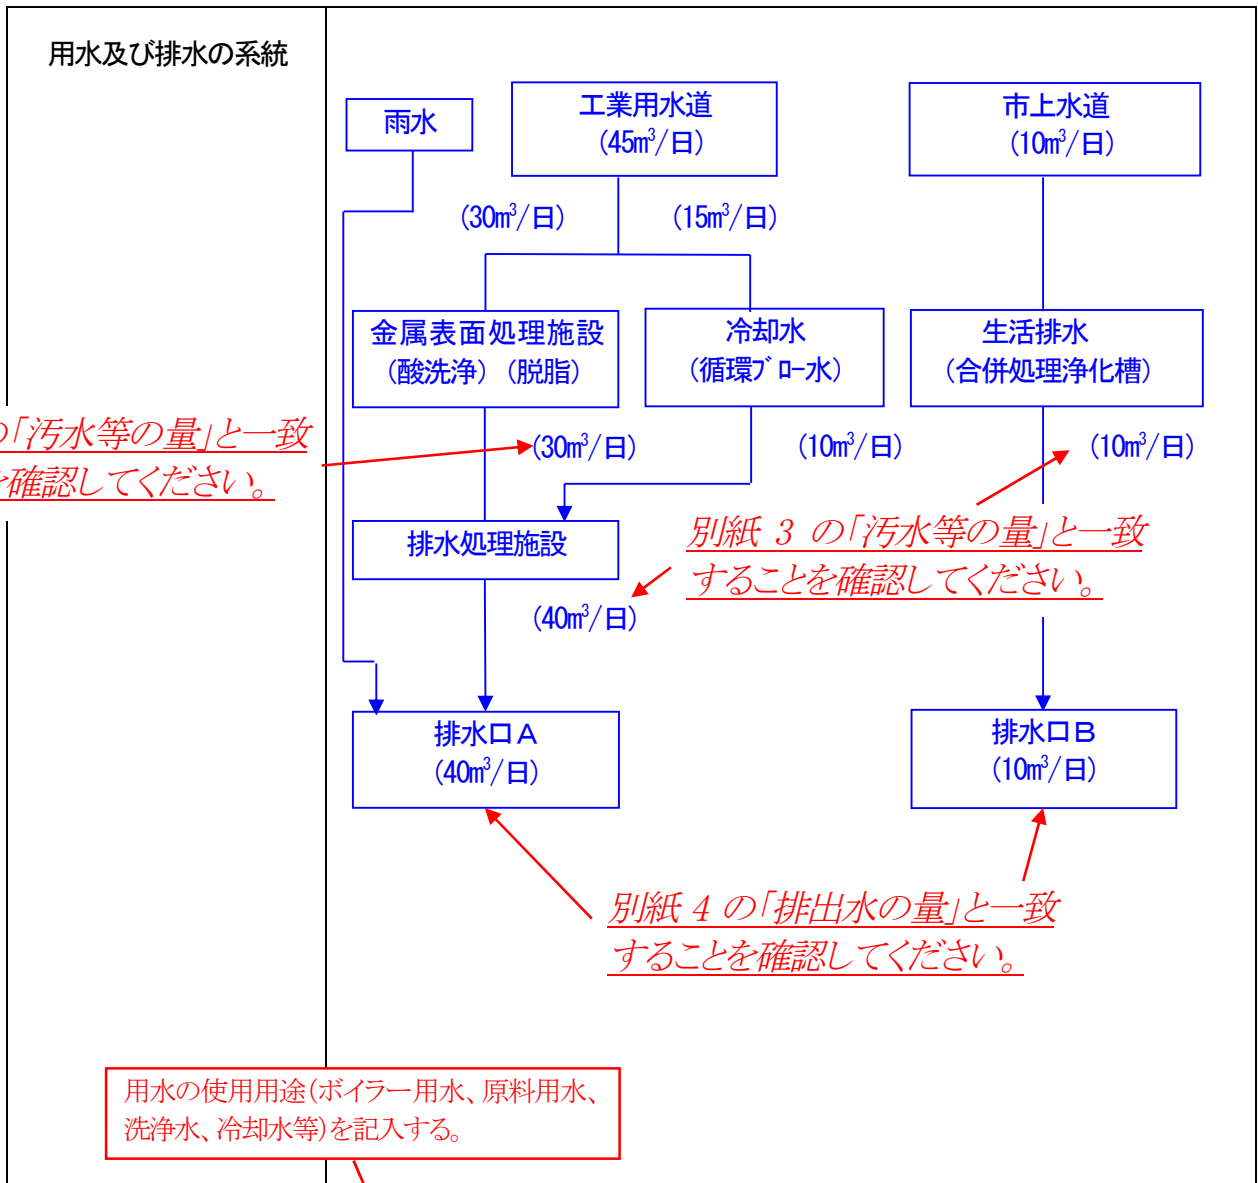 用水及び排水の系統
雨水
工業用水道
(45m³/日)
市上水道
(10m³/日)
(30m³/日)
(15m³/日)
金属表面処理施設
(酸洗浄)(脱脂)
冷却水
(循環ﾌﾞﾛｰ水)
生活排水
(合併処理浄化槽)
の「汚水等の量」と一致
を確認してください。
(30m³/日)
(10m³/日)
(10m³/日)
排水処理施設
別紙 3 の「汚水等の量」と一致
することを確認してください。
(40m³/日)
排水口A
(40m³/日)
排水口B
(10m³/日)
別紙 4 の「排出水の量」と一致
することを確認してください。
用水の使用用途(ボイラー用水、原料用水、
洗浄水、冷却水等)を記入する。